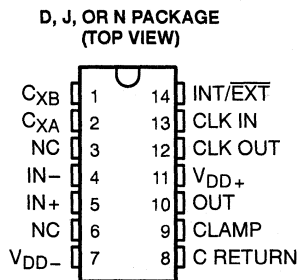 D, J, OR N PACKAGE
(TOP VIEW)
CXB 1 14 INT/EXT
CXA 2 13 CLK IN
NC 3 12 CLK OUT
IN− 4 11 VDD+
IN+ 5 10 OUT
NC 6 9 CLAMP
VDD− 7 8 C RETURN